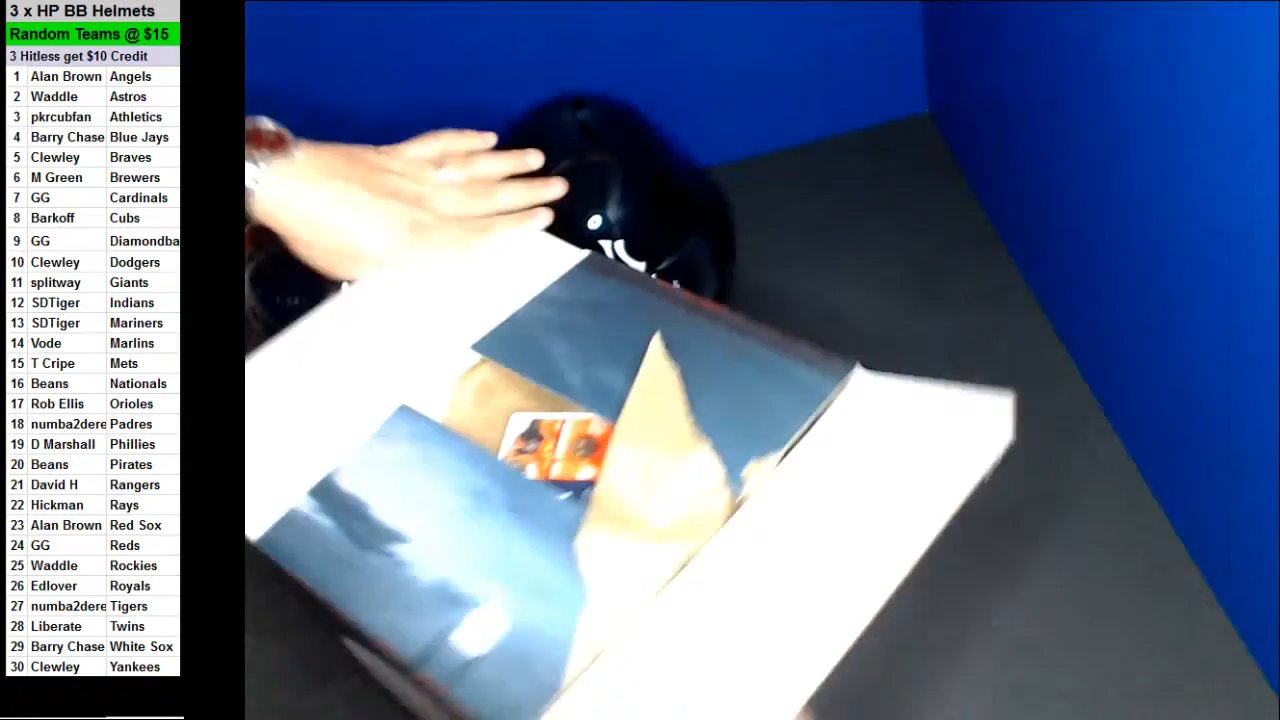 3 x HP BB Helmets
Random Teams @ $15
3 Hitless get $10 Credit
1 Alan Brown Angels
2 Waddle Astros
3 pkrcubfan Athletics
4 Barry Chase Blue Jays
5 Clewley Braves
6 M Green Brewers
7 GG Cardinals
8 Barkoff Cubs
9 GG Diamondba
10 Clewley Dodgers
11 splitway Giants
12 SDTiger Indians
13 SDTiger Mariners
14 Vode Marlins
15 T Cripe Mets
16 Beans Nationals
17 Rob Ellis Orioles
18 numba2dere Padres
19 D Marshall Phillies
20 Beans Pirates
21 David H Rangers
22 Hickman Rays
23 Alan Brown Red Sox
24 GG Reds
25 Waddle Rockies
26 Edlover Royals
27 numba2dere Tigers
28 Liberate Twins
29 Barry Chase White Sox
30 Clewley Yankees